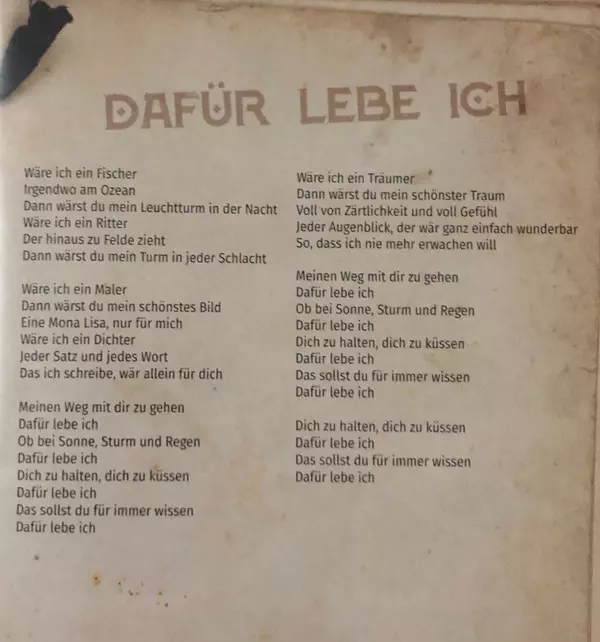 DAFÜR LEBE ICH
Wäre ich ein Fischer
Irgendwo am Ozean
Dann wärst du mein Leuchtturm in der Nacht
Wäre ich ein Ritter
Der hinaus zu Felde zieht
Dann wärst du mein Turm in jeder Schlacht
Wäre ich ein Maler
Dann wärst du mein schönstes Bild
Eine Mona Lisa, nur für mich
Wäre ich ein Dichter
Jeder Satz und jedes Wort
Das ich schreibe, wär allein für dich
Meinen Weg mit dir zu gehen
Dafür lebe ich
Ob bei Sonne, Sturm und Regen
Dafür lebe ich
Dich zu halten, dich zu küssen
Dafür lebe ich
Das sollst du für immer wissen
Dafür lebe ich
Wäre ich ein Träumer
Dann wärst du mein schönster Traum
Voll von Zärtlichkeit und voll Gefühl
Jeder Augenblick, der wär ganz einfach wunderbar
So, dass ich nie mehr erwachen will
Meinen Weg mit dir zu gehen
Dafür lebe ich
Ob bei Sonne, Sturm und Regen
Dafür lebe ich
Dich zu halten, dich zu küssen
Dafür lebe ich
Das sollst du für immer wissen
Dafür lebe ich
Dich zu halten, dich zu küssen
Dafür lebe ich
Das sollst du für immer wissen
Dafür lebe ich